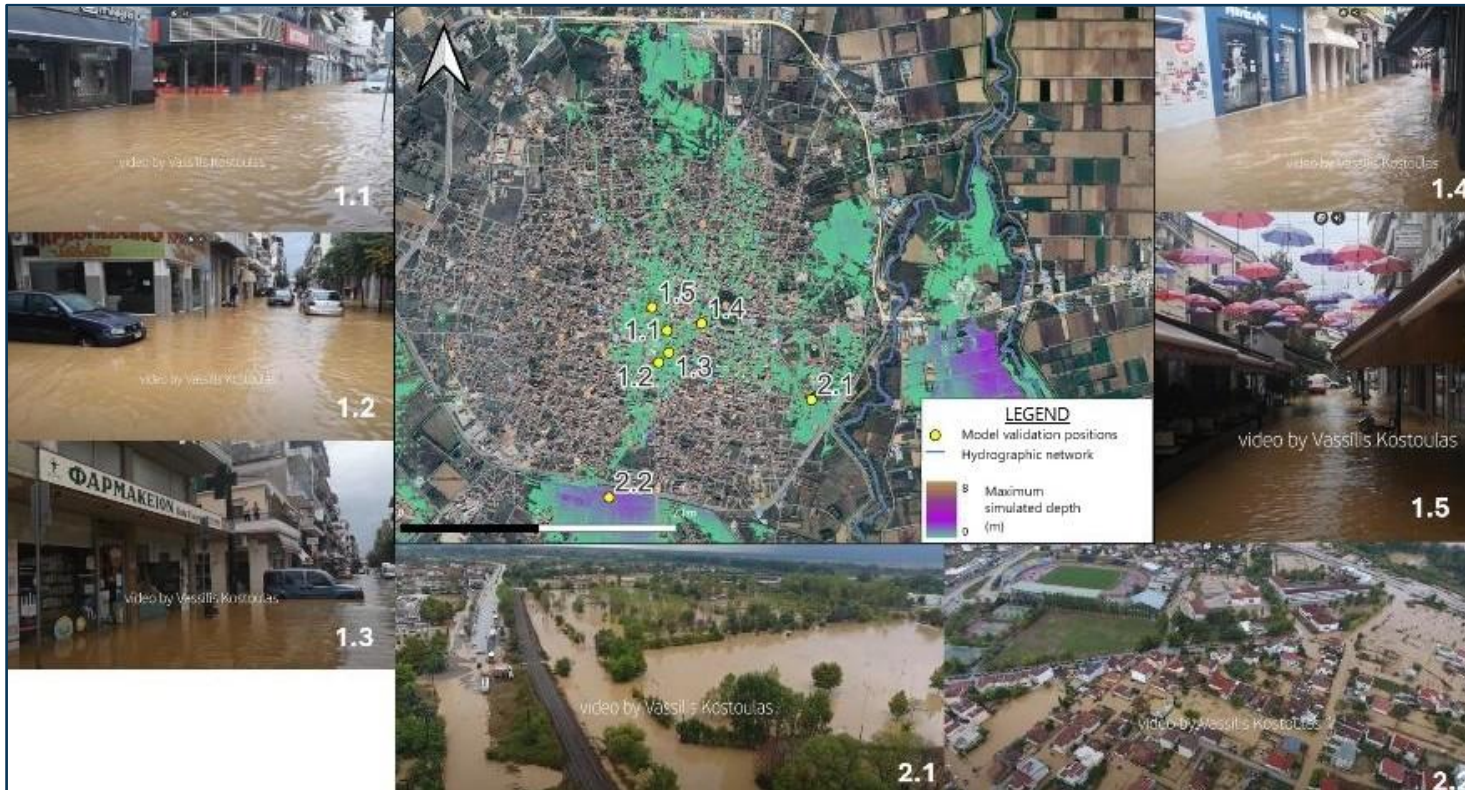 video by Vassilis Kostoulas
1.1
video by Vassilis Kostoulas
1.2
ΦΑΡΜΑΚΕΙΟΝ
video by Vassilis Kostoulas
1.3
1.5
1.4
1.1
1.3
1.2
2.1
2.2
LEGEND
Model validation positions
Hydrographic network
8
Maximum
simulated depth
(m)
0
video by Vassilis Kostoulas
1.4
video by Vassilis Kostoulas
1.5
video by Vassilis Kostoulas
2.1
video by Vassilis Kostoulas